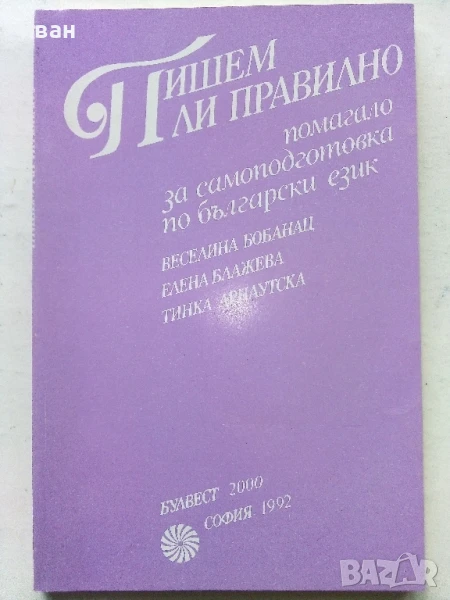 ван
Пишем
ли правилно
помагало
за самоподготовка
по български език
Веселина Бобанац
Елена Блажева
Тинка Арнаутска
Булвест 2000
София 1992
BAZAR